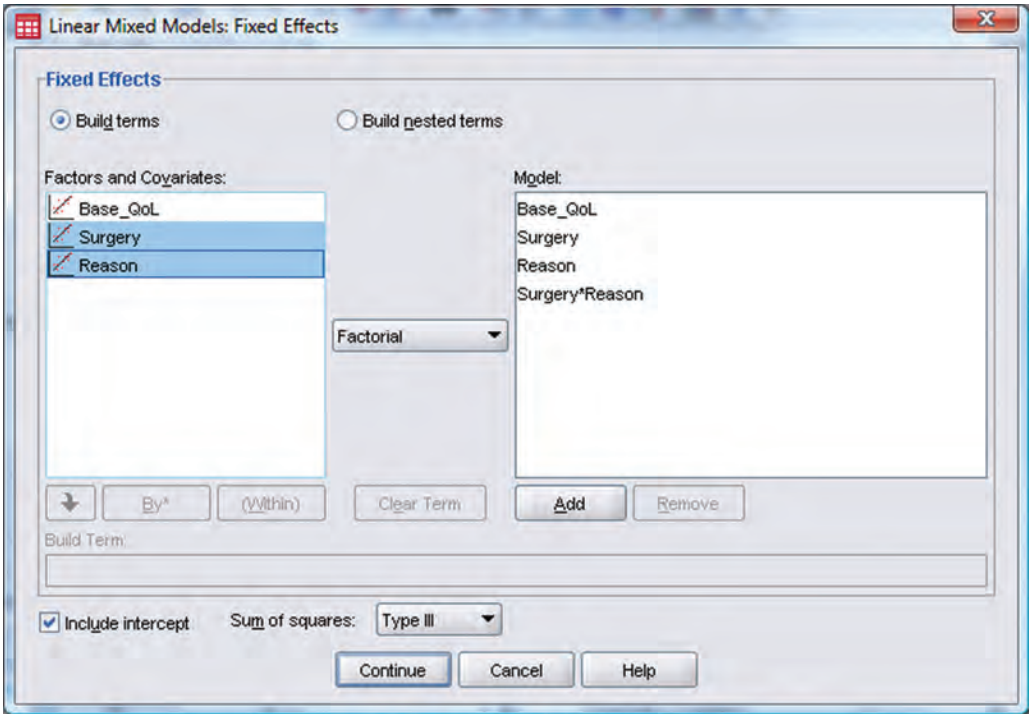 Linear Mixed Models: Fixed Effects
Fixed Effects
Build terms
Build nested terms
Factors and Covariates:
Base_QoL
Surgery
Reason
Factorial
Model:
Base_QoL
Surgery
Reason
Surgery*Reason
By*
(Within)
Clear Term
Add
Remove
Build Term:
Include intercept
Sum of squares:
Type III
Continue
Cancel
Help